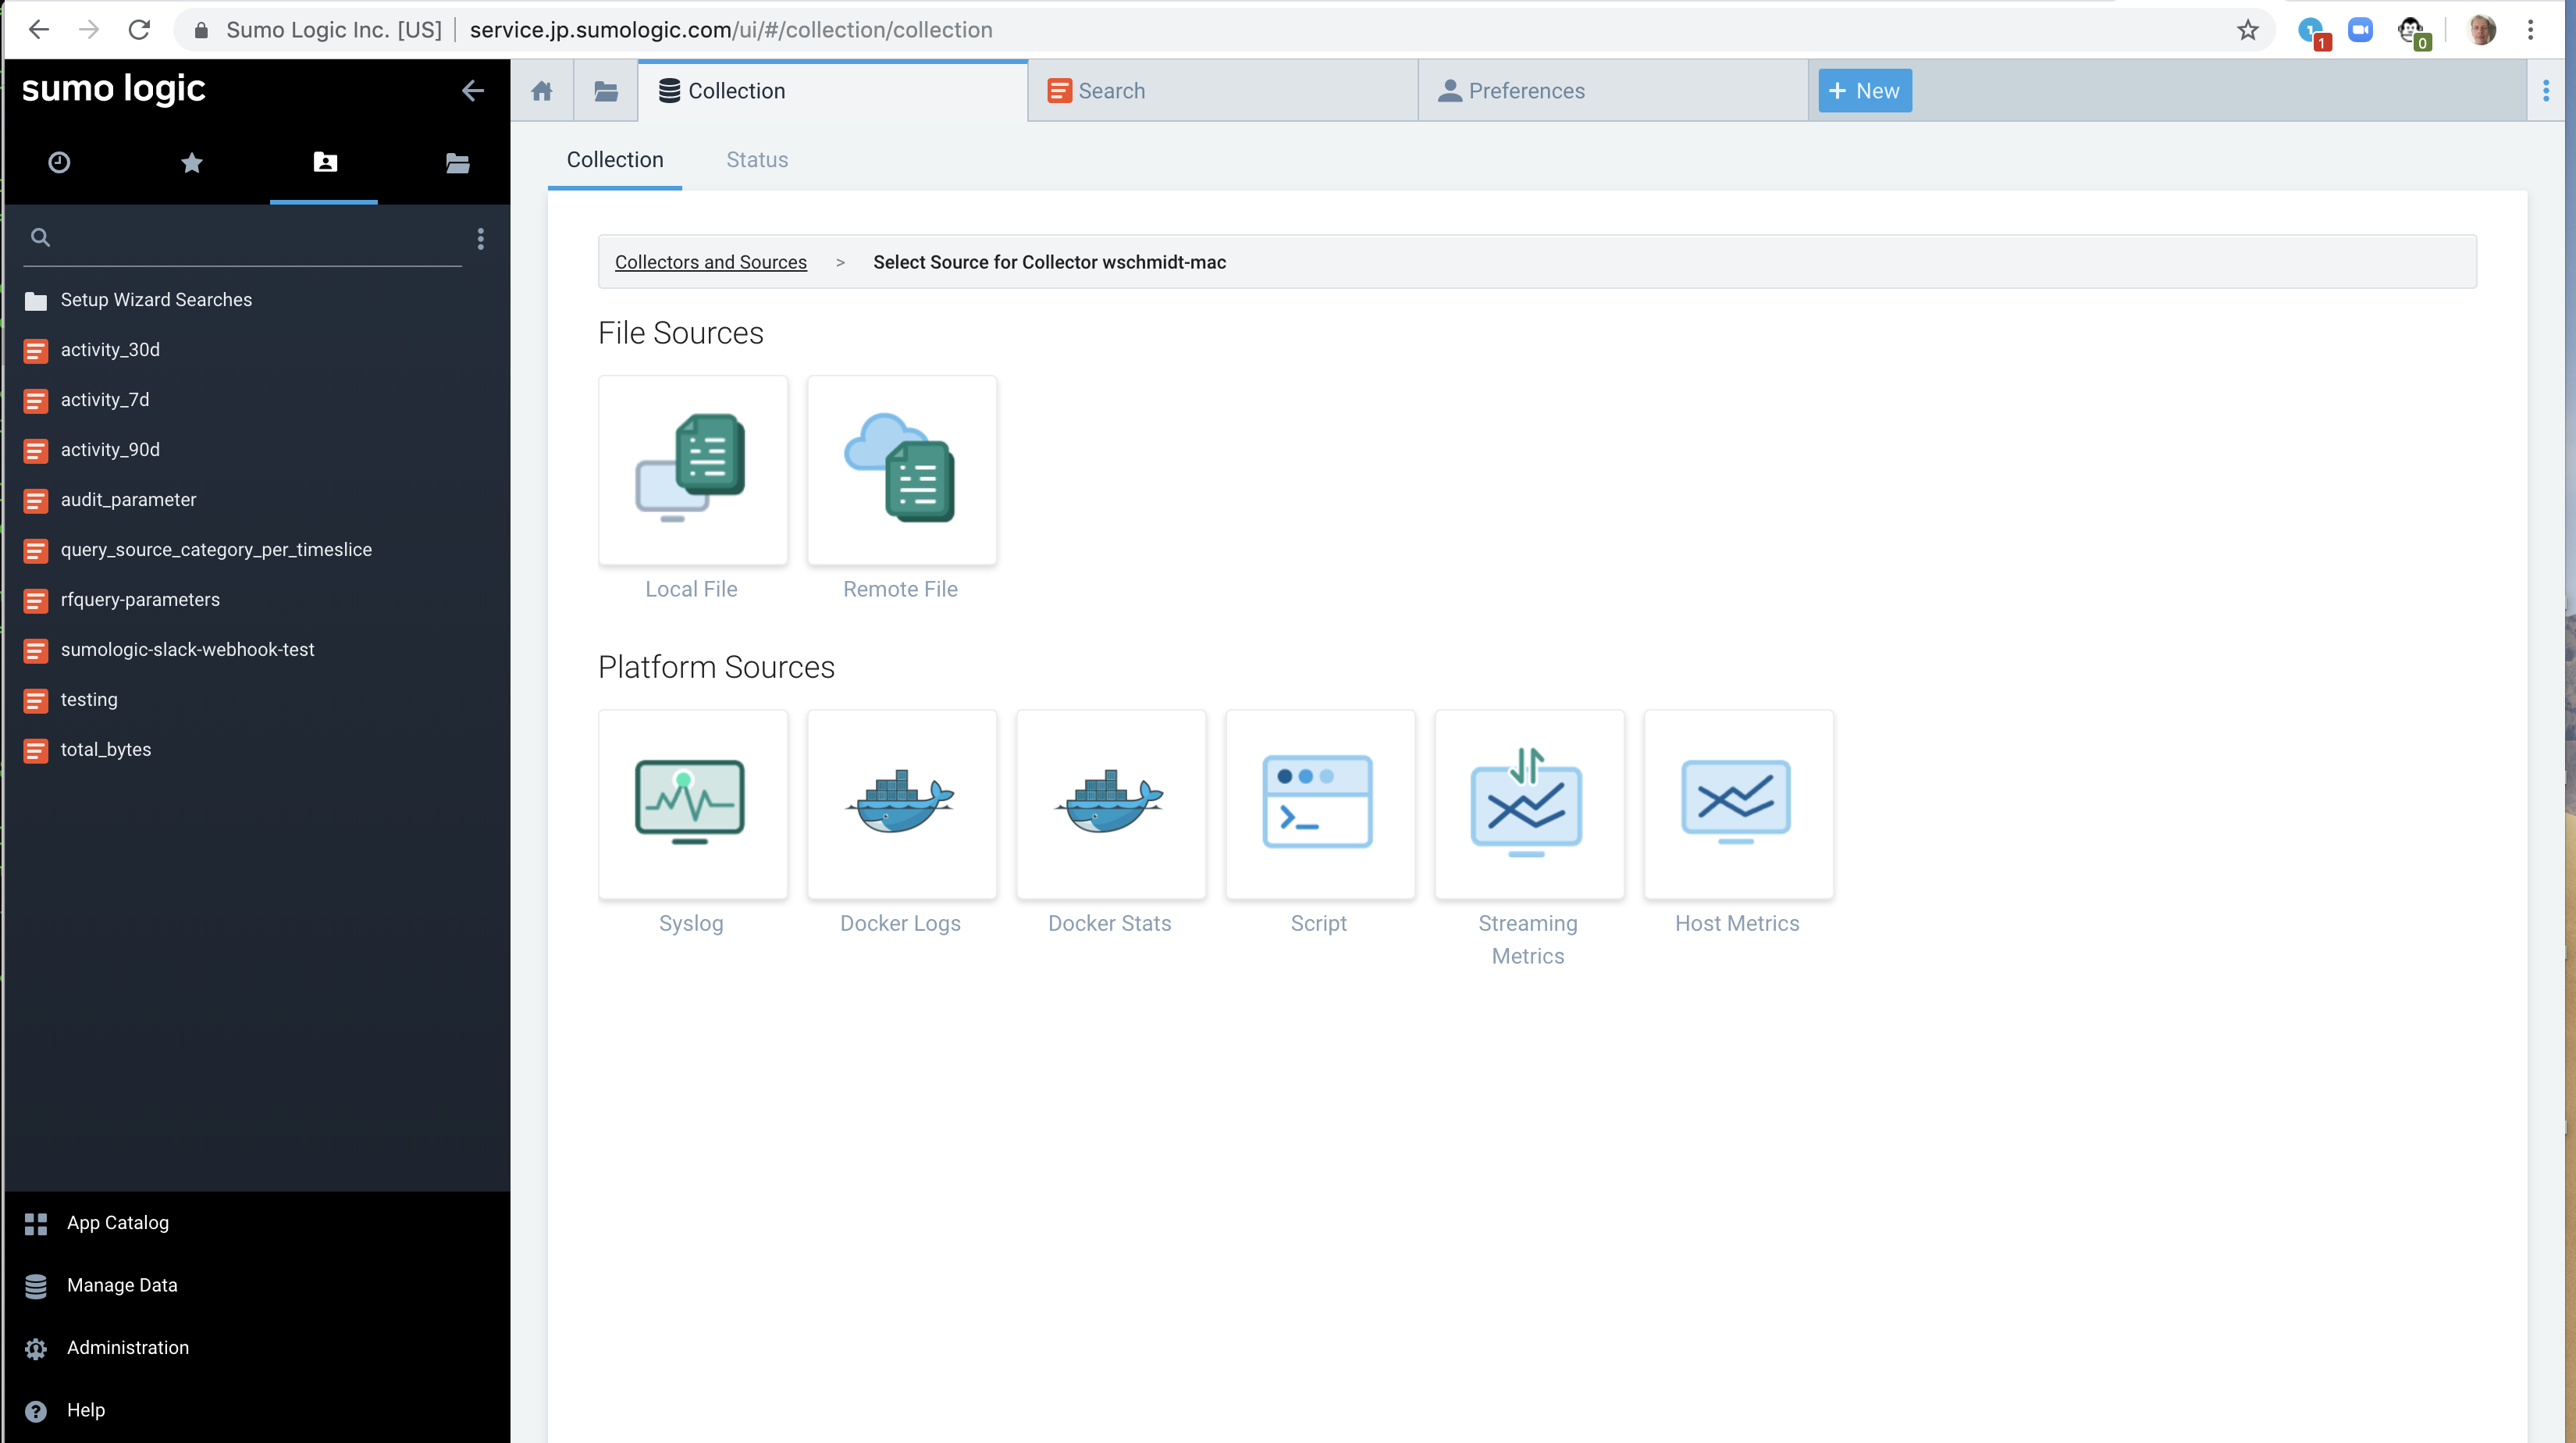 Sumo Logic Inc. [US] service.jp.sumologic.com/ui/#/collection/collection
1
0
sumo logic
Collection
Search
Preferences
+ New
Collection
Status
Setup Wizard Searches
activity_30d
activity_7d
activity_90d
audit_parameter
query_source_category_per_timeslice
rfquery-parameters
sumologic-slack-webhook-test
testing
total_bytes
App Catalog
Manage Data
Administration
Help
Collectors and Sources > Select Source for Collector wschmidt-mac
File Sources
Local File
Remote File
Platform Sources
Syslog
Docker Logs
Docker Stats
Script
Streaming
Metrics
Host Metrics